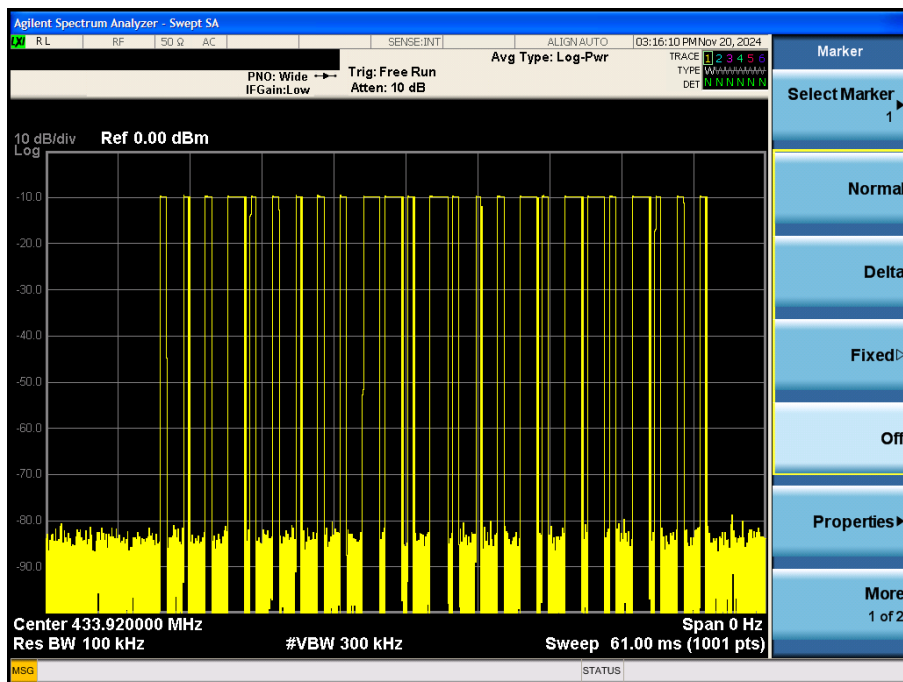 Agilent Spectrum Analyzer - Swept SA
LXI RL RF 50 Ω AC SENSE:INT ALIGN AUTO 03:16:10 PM Nov 20, 2024
Marker
Avg Type: Log-Pwr TRACE 1 2 3 4 5 6
PNO: Wide Trig: Free Run TYPE W
IFGain:Low Atten: 10 dB DET N N N N N N
Select Marker
1
10 dB/div Ref 0.00 dBm
Log
Normal
-10.0
-20.0
Delta
-30.0
-40.0
Fixed
-50.0
-60.0
Off
-70.0
-80.0
Properties
-90.0
More
1 of 2
Center 433.920000 MHz Span 0 Hz
Res BW 100 kHz #VBW 300 kHz Sweep 61.00 ms (1001 pts)
MSG STATUS